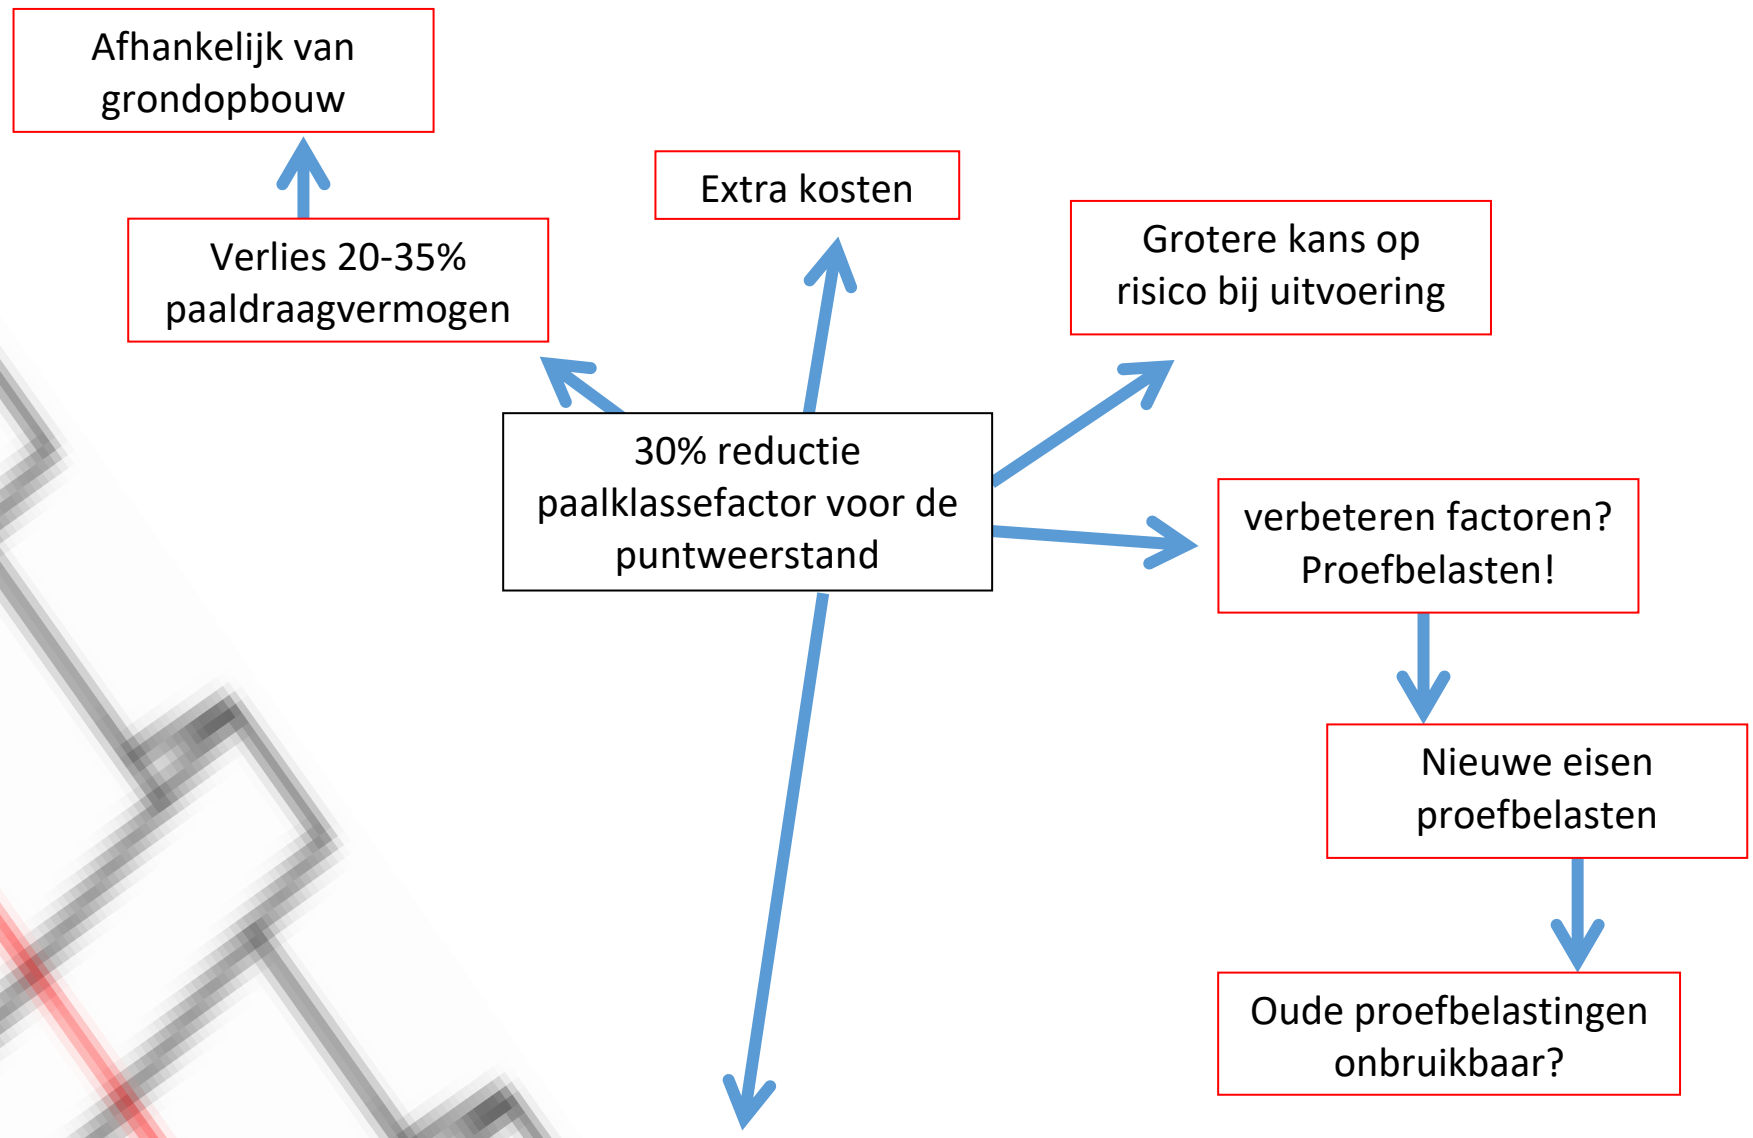 Afhankelijk van
grondopbouw
Verlies 20-35%
paaldraagvermogen
Extra kosten
Grotere kans op
risico bij uitvoering
30% reductie
paalklassefactor voor de
puntweerstand
verbeteren factoren?
Proefbelasten!
Nieuwe eisen
proefbelasten
Oude proefbelastingen
onbruikbaar?